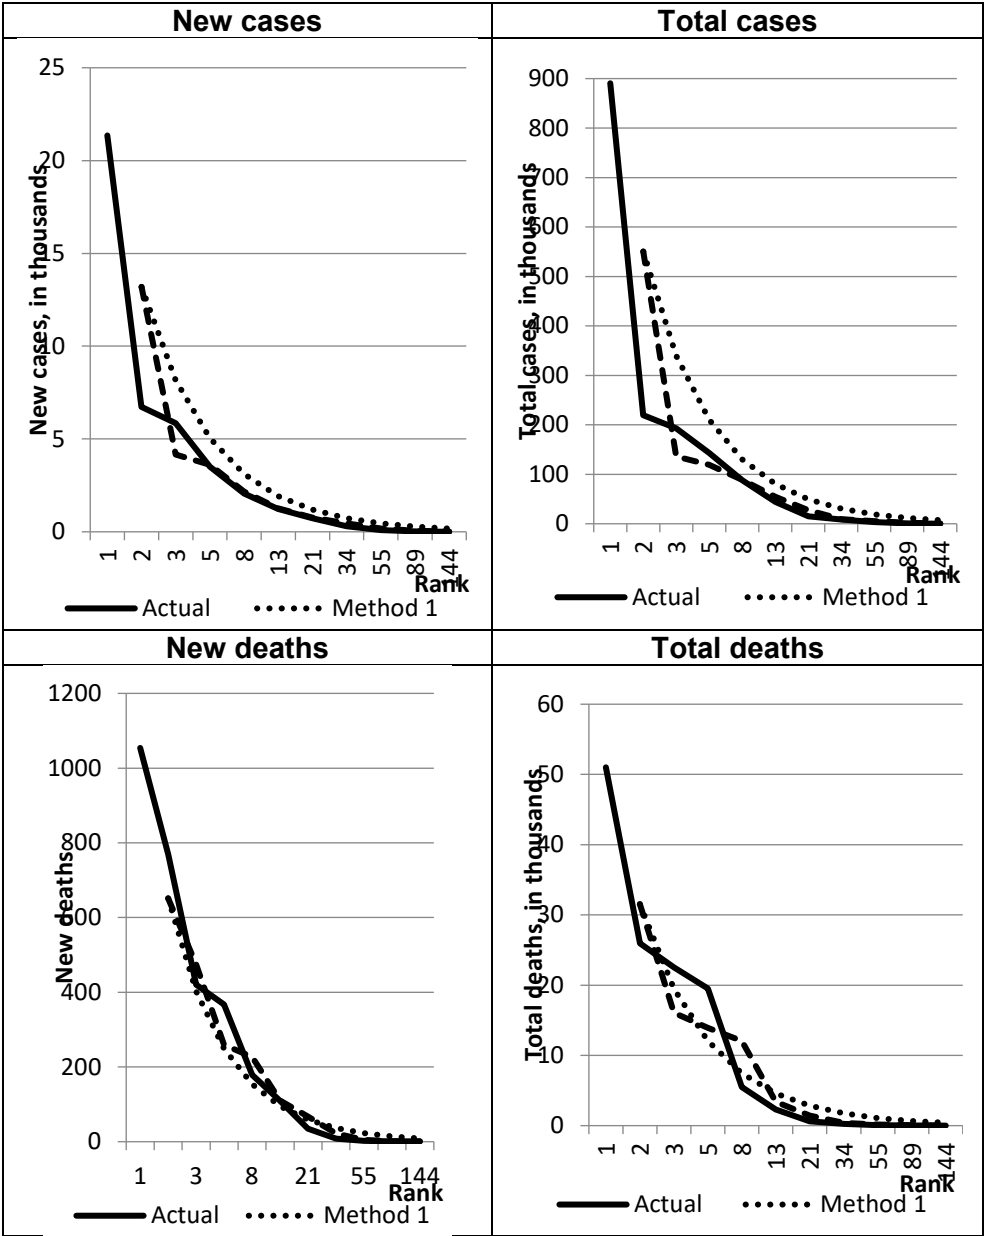 New cases
Total cases
25
20
15
10
5
0
New cases, in thousands
1 2 3 5 8 13 21 34 55 89 144
Rank
Actual Method 1
900
800
700
600
500
400
300
200
100
0
Total cases, in thousands
1 2 3 5 8 13 21 34 55 89 144
Rank
Actual Method 1
New deaths
Total deaths
1200
1000
800
600
400
200
0
New deaths
1 3 8 21 55 144
Rank
Actual Method 1
60
50
40
30
20
10
0
Total deaths, in thousands
1 2 3 5 8 13 21 34 55 89 144
Rank
Actual Method 1